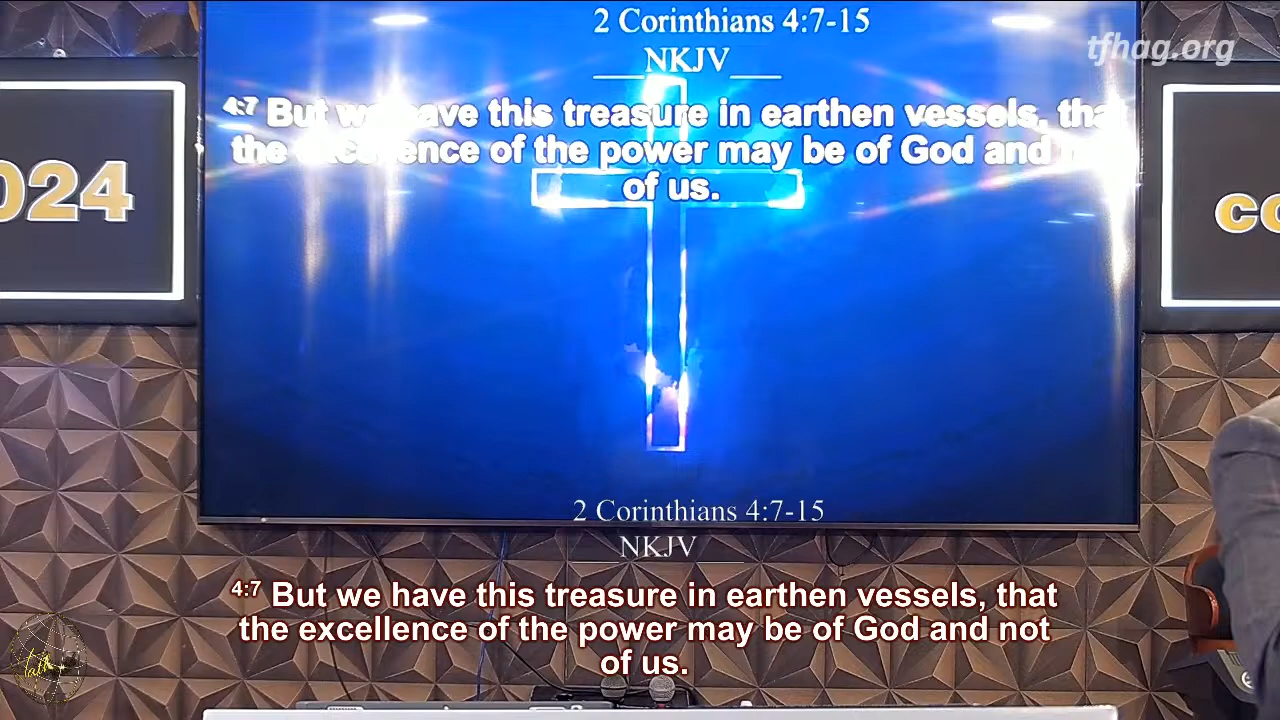 2 Corinthians 4:7-15
NKJV
tfhag.org
4:7 But we have this treasure in earthen vessels, that
the excellence of the power may be of God and not
of us.
024
co
2 Corinthians 4:7-15
NKJV
4:7 But we have this treasure in earthen vessels, that
the excellence of the power may be of God and not
of us.